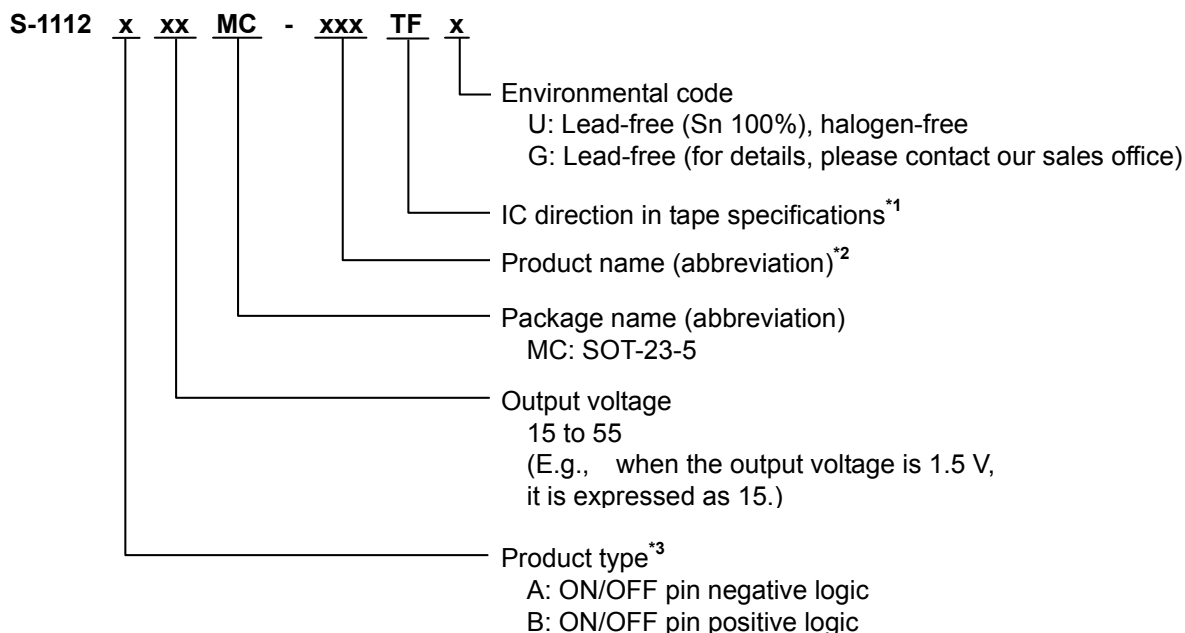 S-1112 x xx MC - xxx TF x
Environmental code
U: Lead-free (Sn 100%), halogen-free
G: Lead-free (for details, please contact our sales office)
IC direction in tape specifications*1
Product name (abbreviation)*2
Package name (abbreviation)
MC: SOT-23-5
Output voltage
15 to 55
(E.g., when the output voltage is 1.5 V,
it is expressed as 15.)
Product type*3
A: ON/OFF pin negative logic
B: ON/OFF pin positive logic